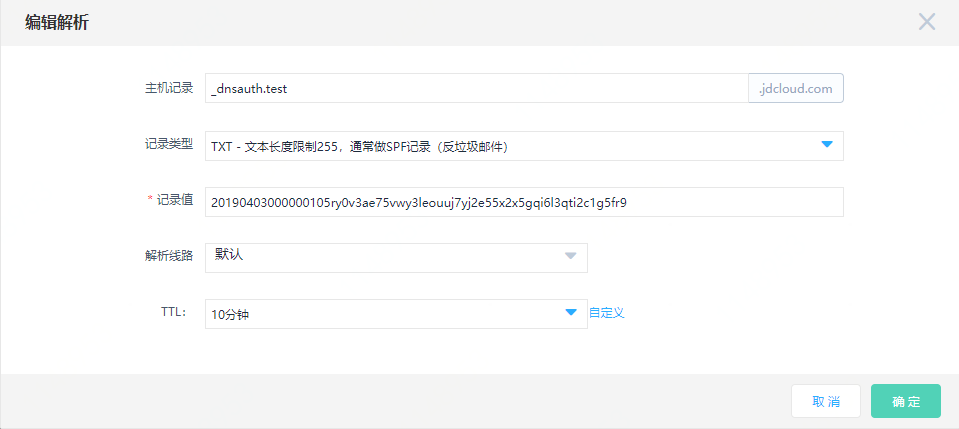 编辑解析
主机记录 _dnsauth.test .jdcloud.com
记录类型 TXT - 文本长度限制255，通常做SPF记录（反垃圾邮件）
* 记录值 20190403000000105ry0v3ae75vwy3leouuj7yj2e55x2x5gqi6l3qti2c1g5fr9
解析线路 默认
TTL： 10分钟 自定义
取消 确定